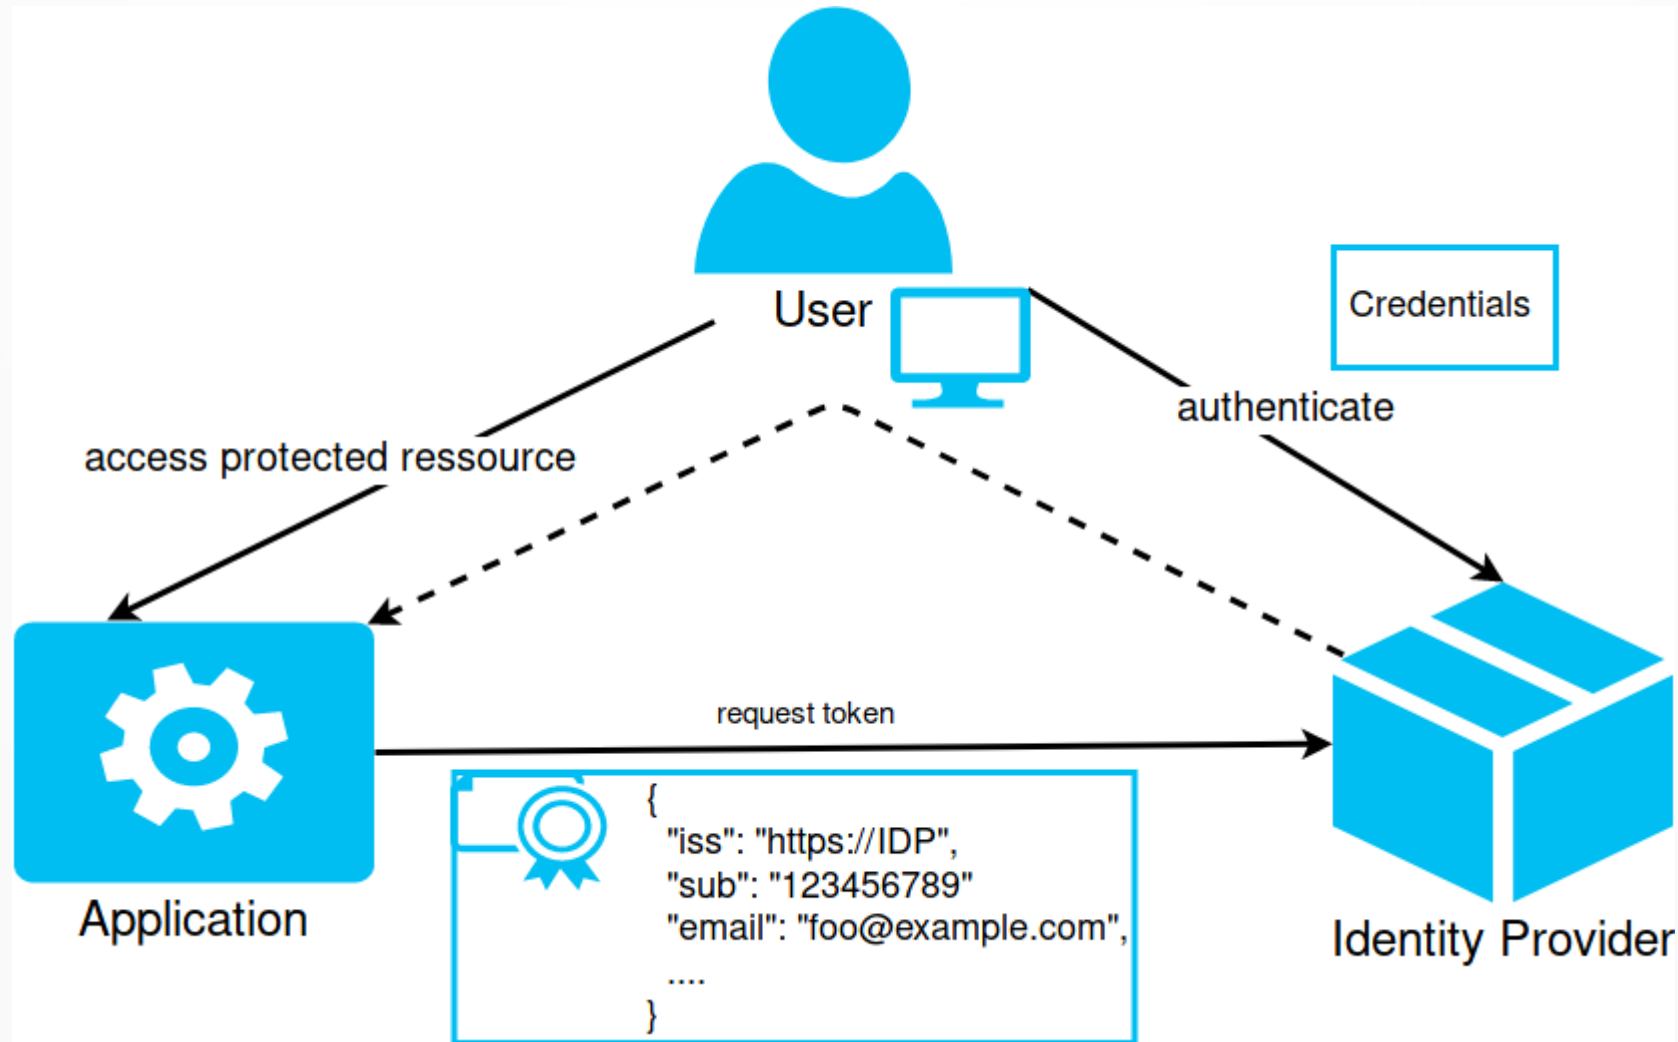 User
Credentials
authenticate
access protected ressource
request token
{
"iss": "https://IDP",
"sub": "123456789"
"email": "foo@example.com",
....
}
Application
Identity Provider